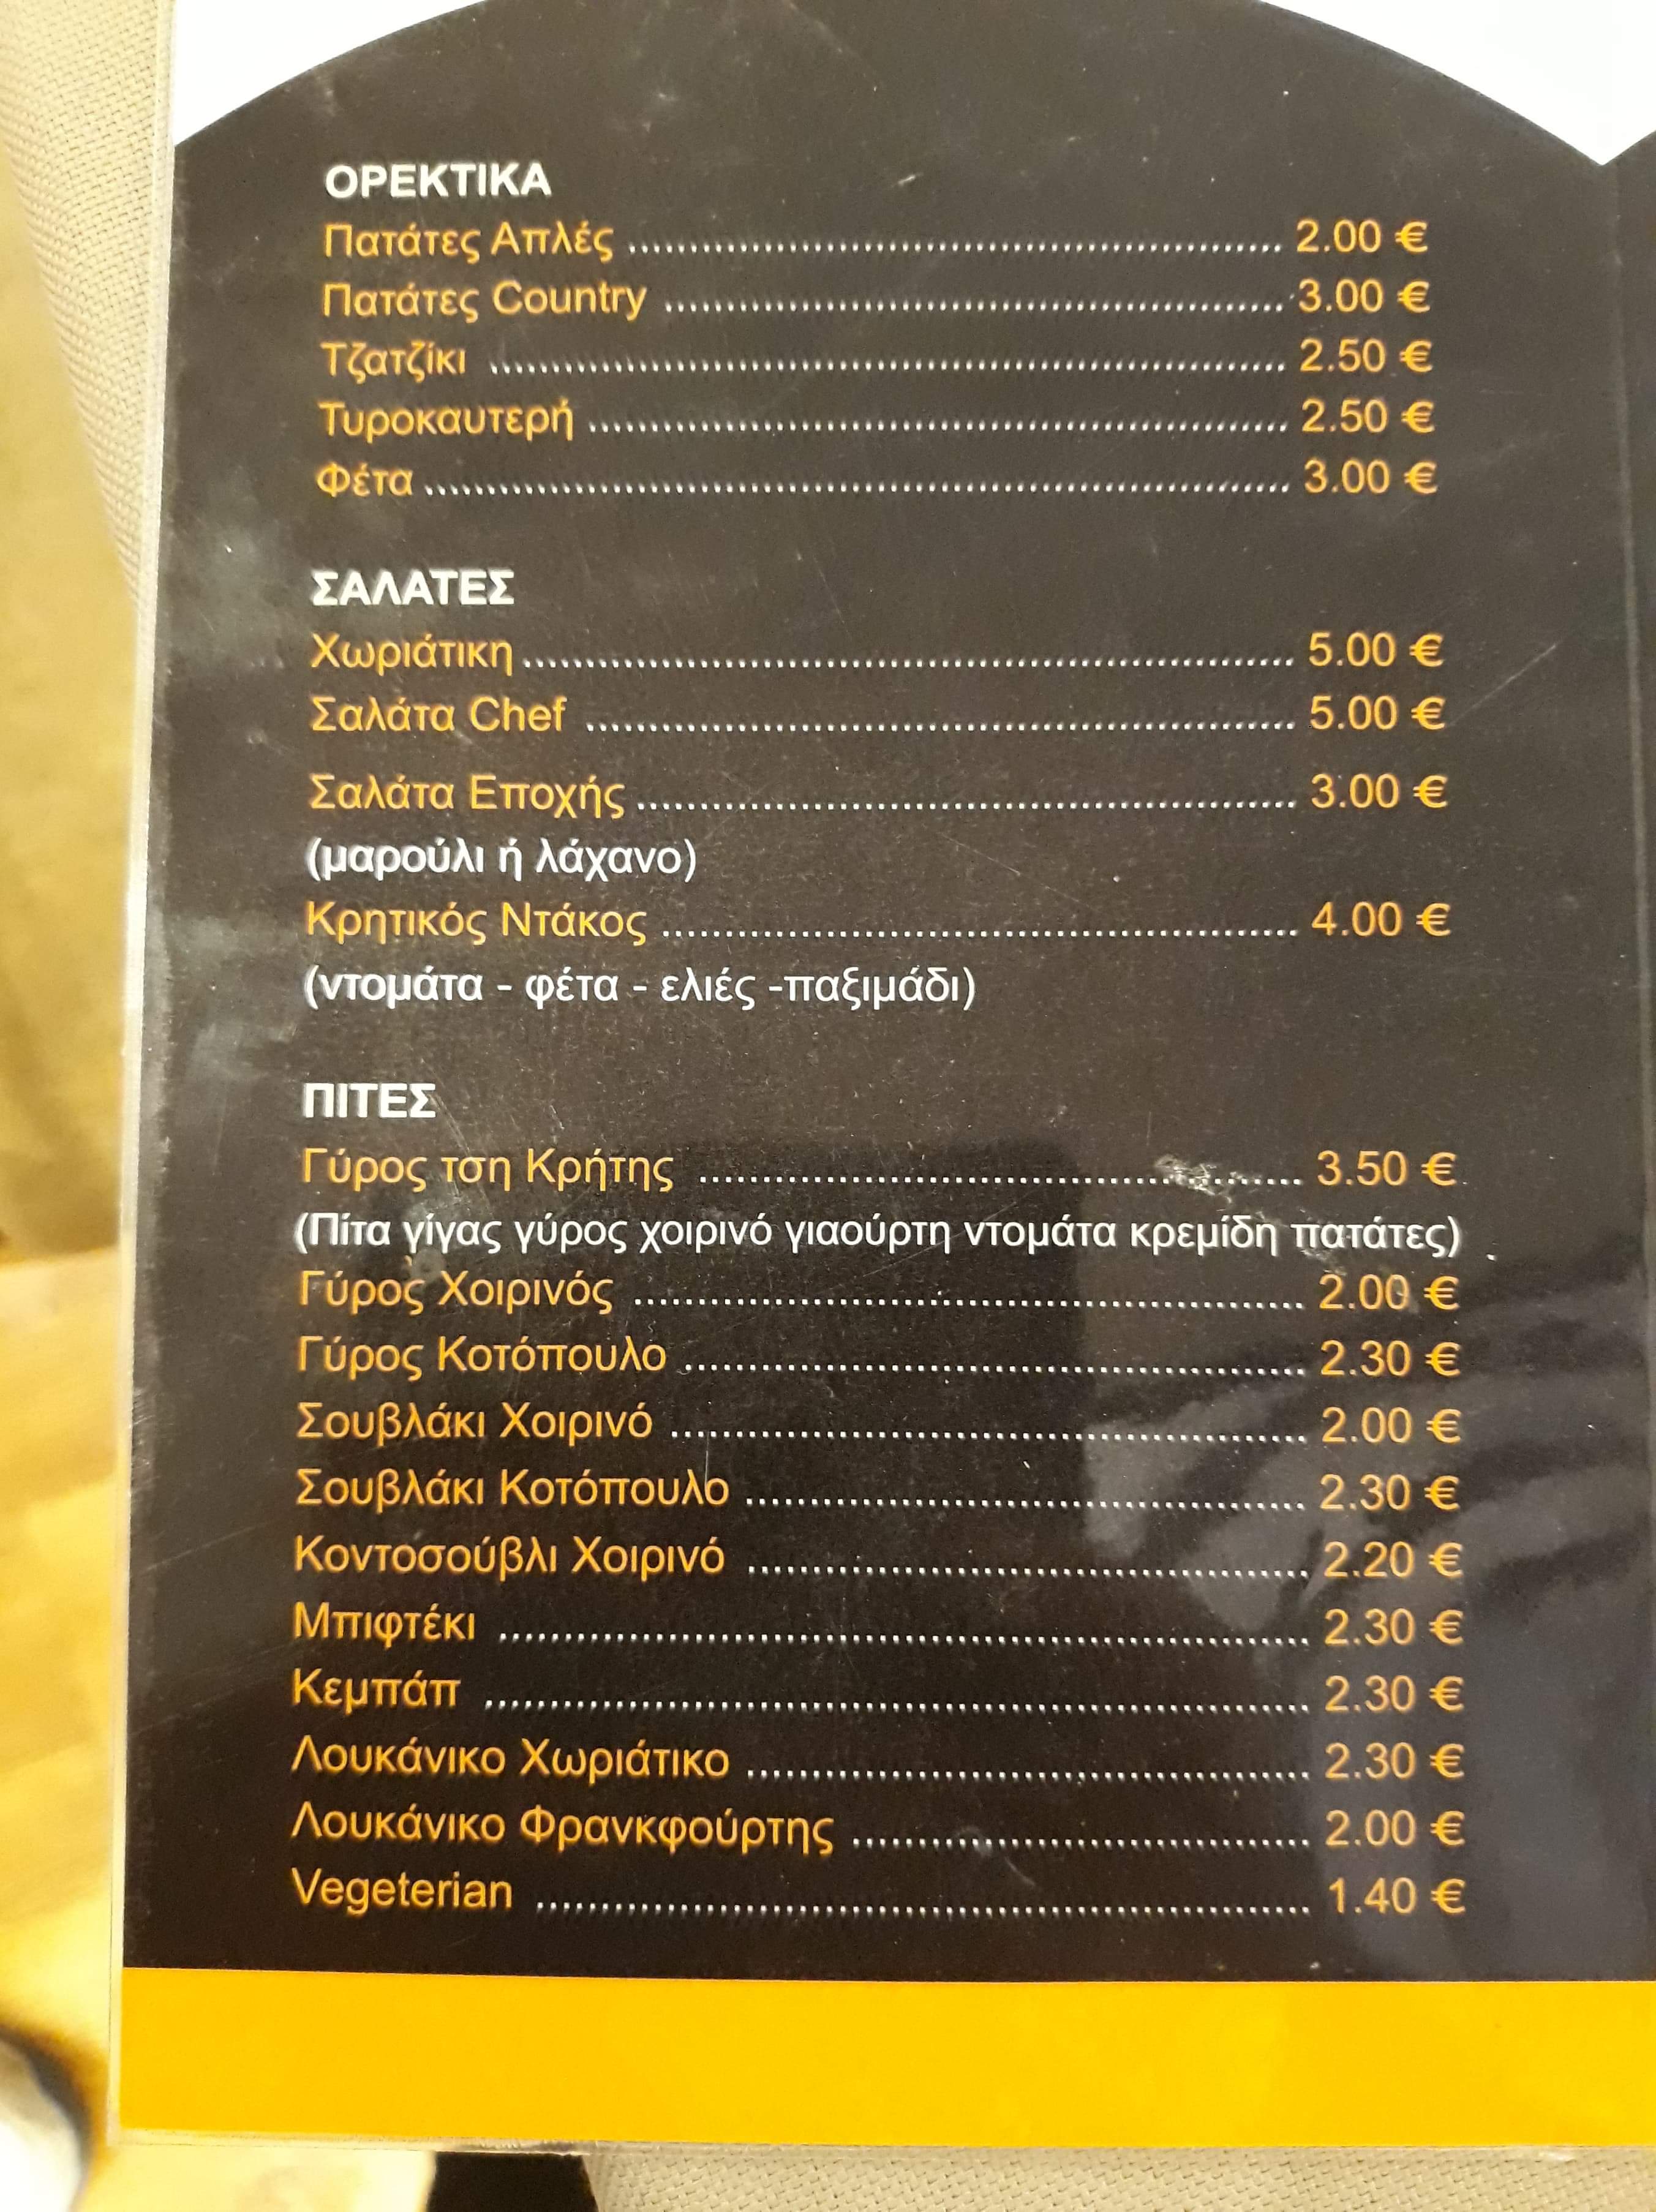 ΟΡΕΚΤΙΚΑ
Πατάτες Απλές ........ 2.00 €
Πατάτες Country ........ 3.00 €
Τζατζίκι ........ 2.50 €
Τυροκαυτερή ........ 2.50 €
Φέτα ........ 3.00 €
ΣΑΛΑΤΕΣ
Χωριάτικη ........ 5.00 €
Σαλάτα Chef ........ 5.00 €
Σαλάτα Εποχής ........ 3.00 €
(μαρούλι ή λάχανο)
Κρητικός Ντάκος ........ 4.00 €
(ντομάτα - φέτα - ελιές -παξιμάδι)
ΠΙΤΕΣ
Γύρος τση Κρήτης ........ 3.50 €
(Πίτα γίγας γύρος χοιρινό γιαούρτη ντομάτα κρεμίδη πατάτες)
Γύρος Χοιρινός ........ 2.00 €
Γύρος Κοτόπουλο ........ 2.30 €
Σουβλάκι Χοιρινό ........ 2.00 €
Σουβλάκι Κοτόπουλο ........ 2.30 €
Κοντοσούβλι Χοιρινό ........ 2.20 €
Μπιφτέκι ........ 2.30 €
Κεμπάπ ........ 2.30 €
Λουκάνικο Χωριάτικο ........ 2.30 €
Λουκάνικο Φρανκφούρτης ........ 2.00 €
Vegeterian ........ 1.40 €